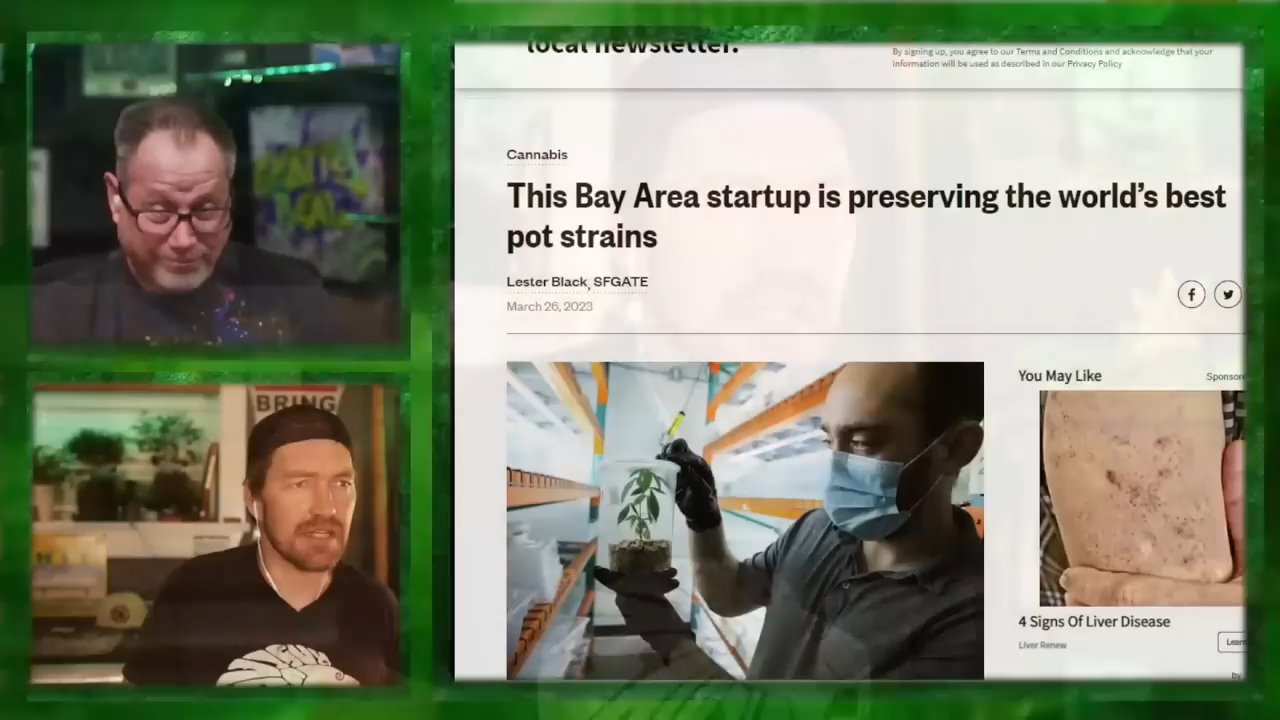 local newsletter.
By signing up, you agree to our Terms and Conditions and acknowledge that your
information will be used as described in our Privacy Policy
Cannabis
This Bay Area startup is preserving the world's best
pot strains
Lester Black, SFGATE
March 26, 2023
You May Like
4 Signs Of Liver Disease
Liver Renew
by
BRING